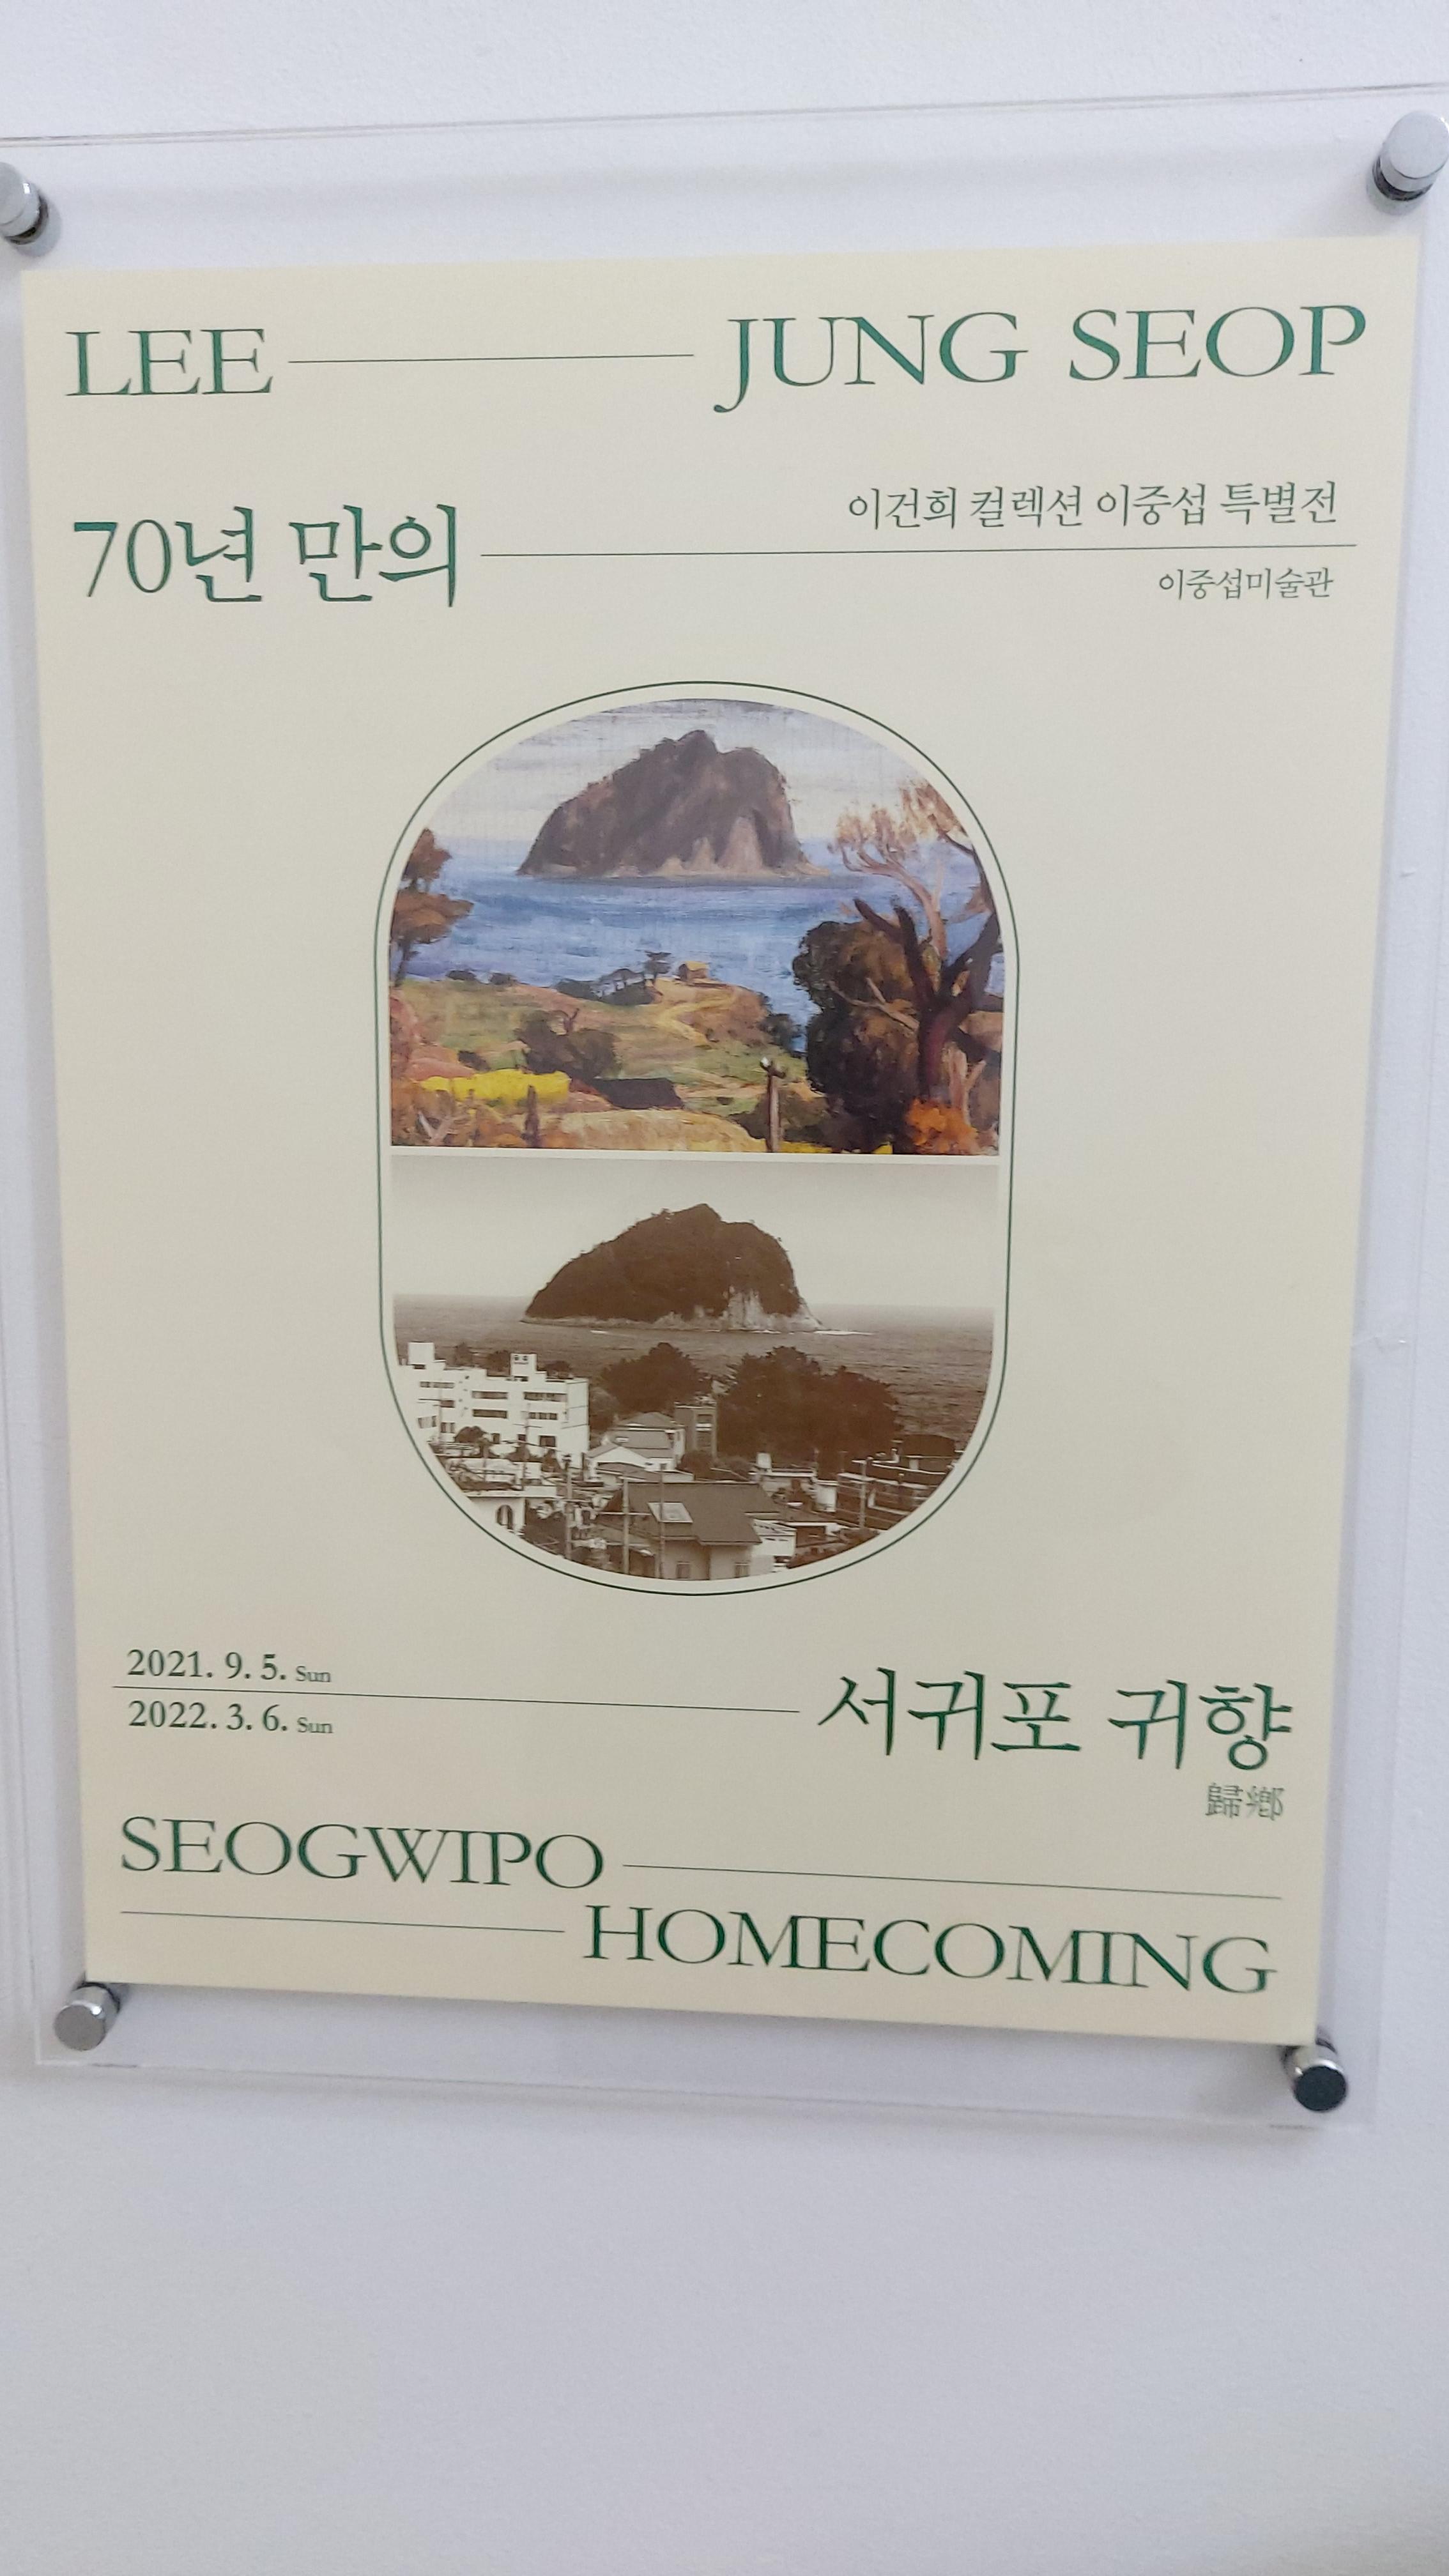 LEE JUNG SEOP
70년 만의
이건희 컬렉션 이중섭 특별전
이중섭미술관
2021. 9. 5. Sun
2022. 3. 6. Sun
서귀포 귀향
歸鄕
SEOGWIPO
HOMECOMING